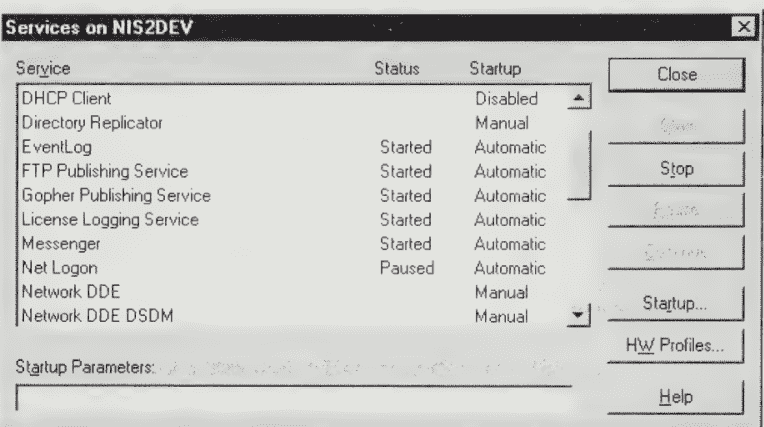 Services on NIS2DEV
Service Status Startup
DHCP Client Disabled
Directory Replicator Manual
EventLog Started Automatic
FTP Publishing Service Started Automatic
Gopher Publishing Service Started Automatic
License Logging Service Started Automatic
Messenger Started Automatic
Net Logon Paused Automatic
Network DDE Manual
Network DDE DSDM Manual
Close
Stop
Startup...
HW Profiles...
Help
Startup Parameters: